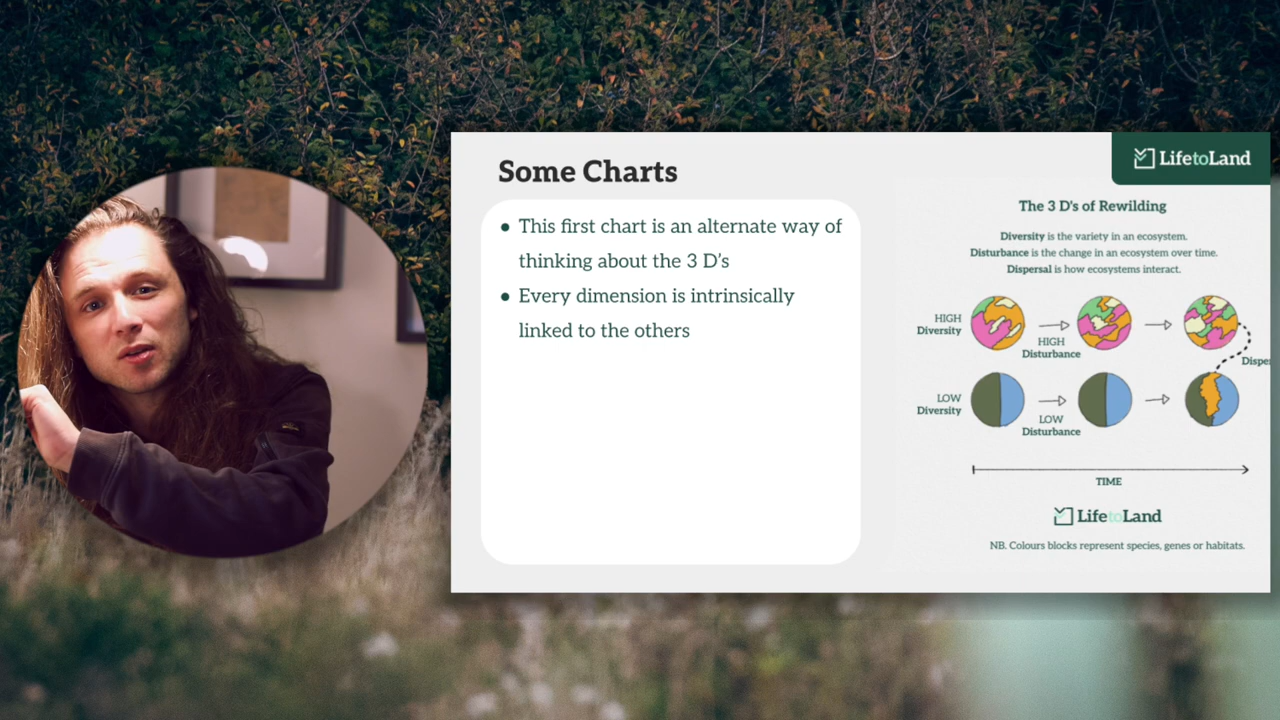 Some Charts
● This first chart is an alternate way of
thinking about the 3 D's
● Every dimension is intrinsically
linked to the others
LifetoLand
The 3 D's of Rewilding
Diversity is the variety in an ecosystem.
Disturbance is the change in an ecosystem over time.
Dispersal is how ecosystems interact.
HIGH
Diversity
HIGH
Disturbance
LOW
Diversity
LOW
Disturbance
TIME
LifetoLand
NB. Colours blocks represent species, genes or habitats.